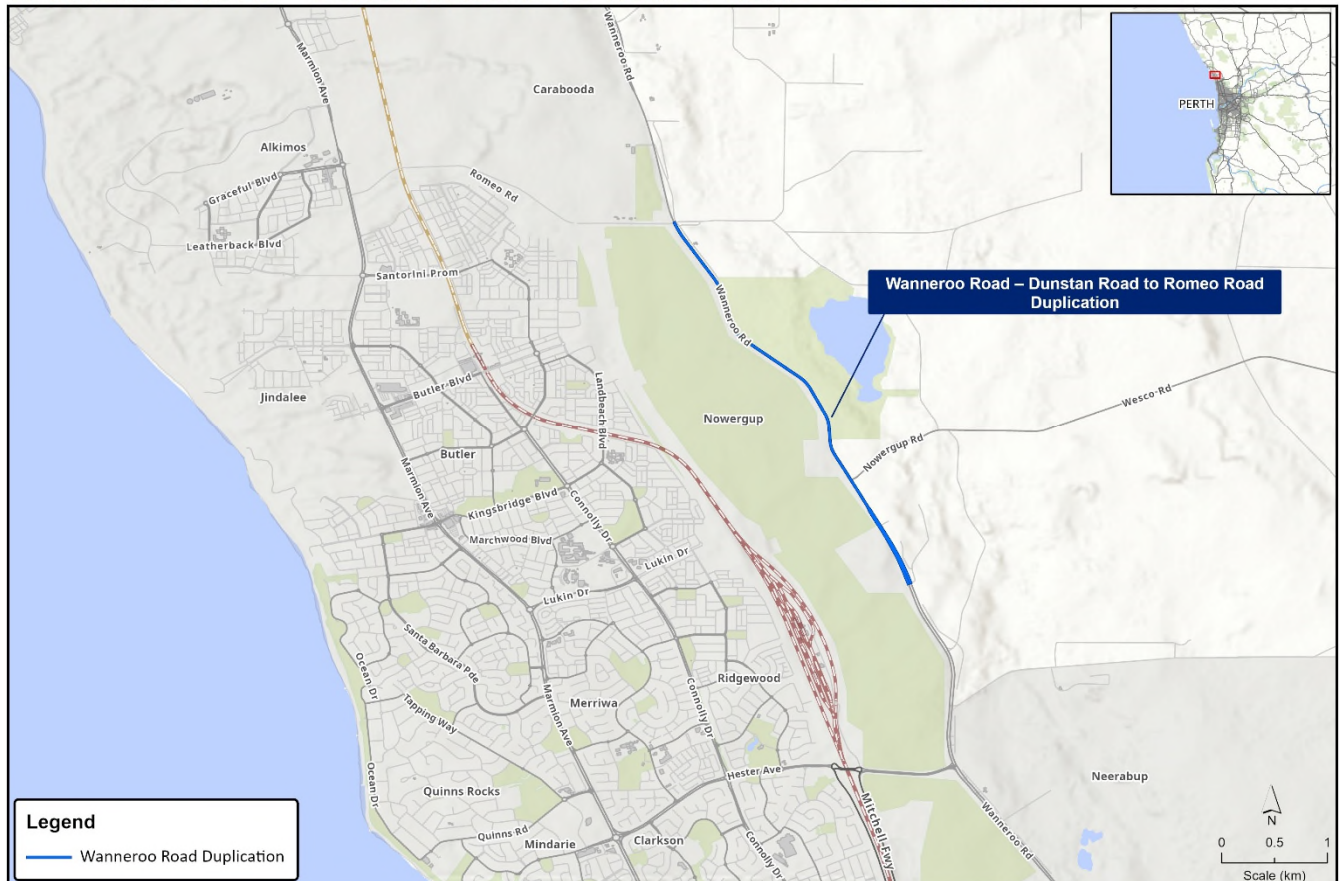 Wanneroo Rd
Marmion Ave
Carabooda
PERTH
Alkimos
Graceful Blvd
Romeo Rd
Leatherback Blvd
Santorini Prom
Wanneroo Road – Dunstan Road to Romeo Road
Duplication
Wanneroo Rd
Butler Blvd
Jindalee
Landbeach Blvd
Nowergup
Wesco Rd
Nowergup Rd
Butler
Marmion Ave
Kingsbridge Blvd
Connolly Dr
Marchwood Blvd
Lukin Dr
Lukin Dr
Santa Barbara Pde
Ocean Dr
Ridgewood
Connolly Dr
Merriwa
Marmion Ave
Tapping Way
Hester Ave
Neerabup
Ocean Dr
Quinns Rocks
Mitchell Fwy
Wanneroo Rd
Quinns Rd
Mindarie
Clarkson
Connolly Dr
Legend
Wanneroo Road Duplication
N
0 0.5 1
Scale (km)